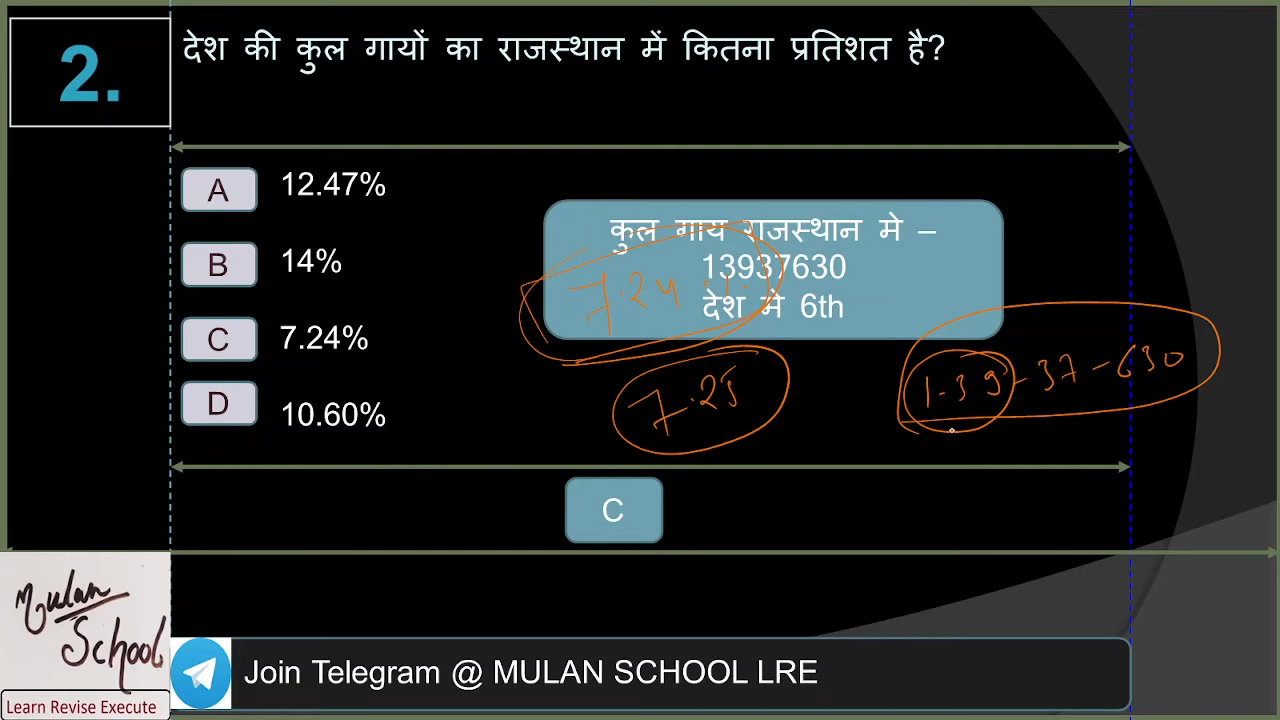 2.
देश की कुल गायों का राजस्थान में कितना प्रतिशत है?
A 12.47%
B 14%
C 7.24%
D 10.60%
कुल गाय राजस्थान मे –
13937630
देश मे 6th
7.24 %
7.25
1-39-37-630
C
Mulan
School
Learn Revise Execute
Join Telegram @ MULAN SCHOOL LRE